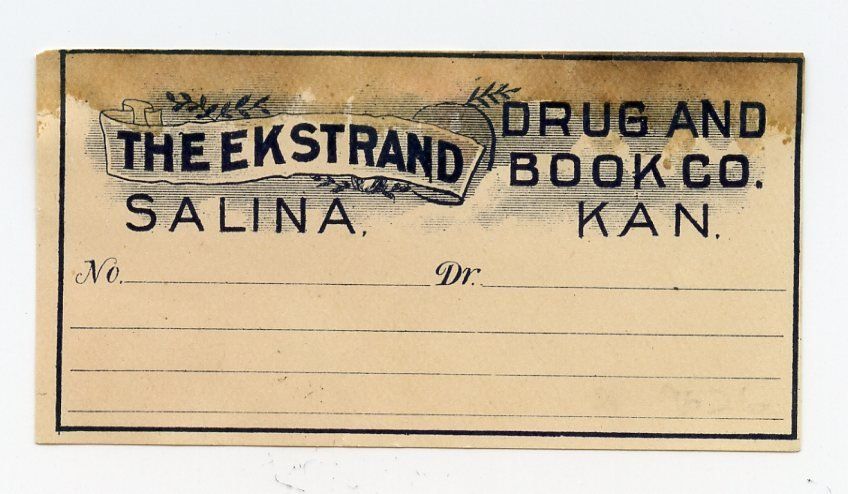 THE EKSTRAND
DRUG AND
BOOK CO.
SALINA, KAN.
No. Dr.